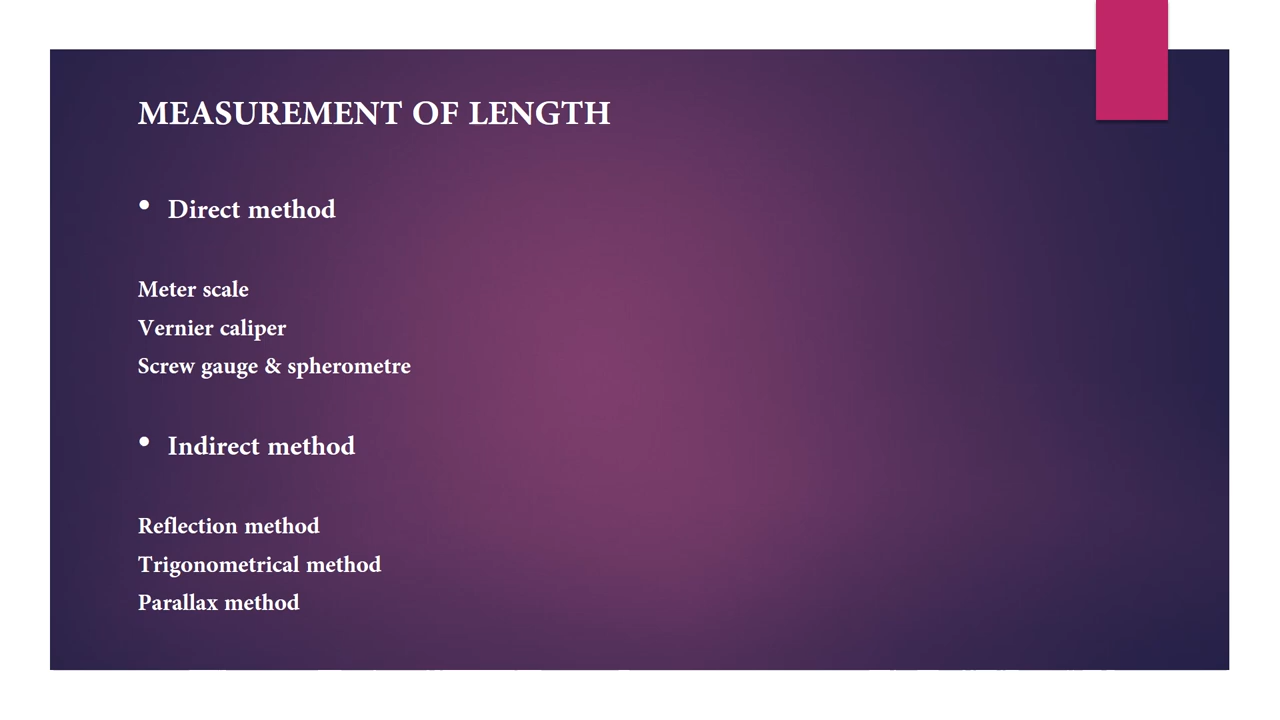 MEASUREMENT OF LENGTH
• Direct method
Meter scale
Vernier caliper
Screw gauge & spherometre
• Indirect method
Reflection method
Trigonometrical method
Parallax method